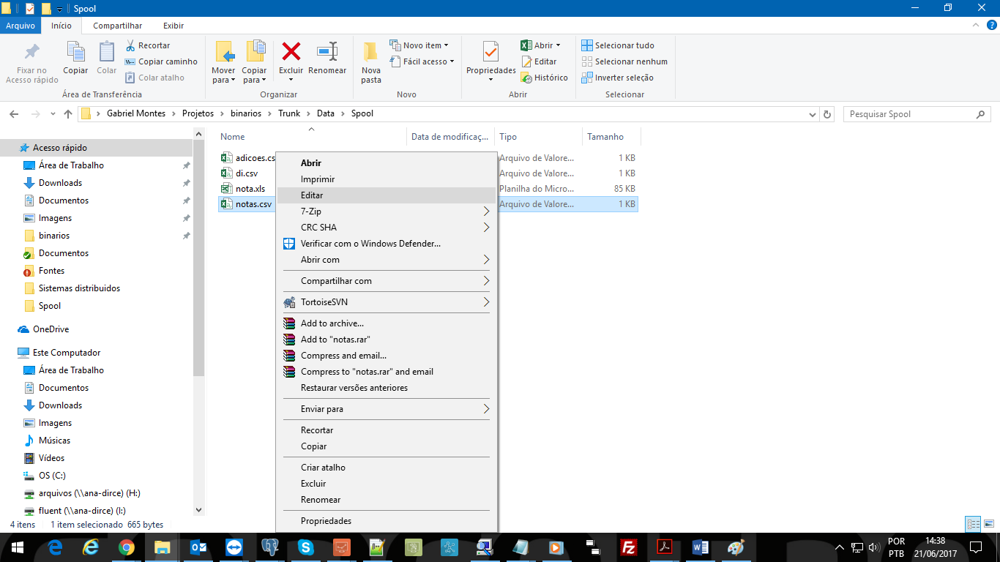 Spool
Arquivo Início Compartilhar Exibir
Fixar no Acesso rápido
Copiar
Colar
Recortar
Copiar caminho
Colar atalho
Área de Transferência
Mover para
Copiar para
Excluir
Renomear
Organizar
Nova pasta
Novo item
Fácil acesso
Novo
Propriedades
Abrir
Editar
Histórico
Abrir
Selecionar tudo
Selecionar nenhum
Inverter seleção
Selecionar
Gabriel Montes Projetos binarios Trunk Data Spool
Pesquisar Spool
Acesso rápido
Área de Trabalho
Downloads
Documentos
Imagens
binarios
Documentos
Fontes
Sistemas distribuidos
Spool
OneDrive
Este Computador
Área de Trabalho
Documentos
Downloads
Imagens
Músicas
Vídeos
OS (C:)
arquivos (\\ana-dirce) (H:)
fluent (\\ana-dirce) (I:)
Nome Data de modificaç... Tipo Tamanho
adicoes.cs Arquivo de Valore... 1 KB
di.csv Arquivo de Valore... 1 KB
nota.xls Planilha do Micro... 85 KB
notas.csv Arquivo de Valore... 1 KB
Abrir
Imprimir
Editar
7-Zip
CRC SHA
Verificar com o Windows Defender...
Abrir com
Compartilhar com
TortoiseSVN
Add to archive...
Add to "notas.rar"
Compress and email...
Compress to "notas.rar" and email
Restaurar versões anteriores
Enviar para
Recortar
Copiar
Criar atalho
Excluir
Renomear
Propriedades
4 itens 1 item selecionado 665 bytes
POR
PTB
14:38
21/06/2017